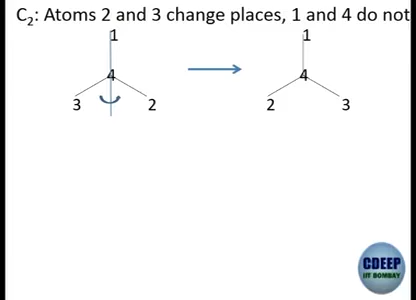 C₂: Atoms 2 and 3 change places, 1 and 4 do not
1 1
4 4
3 2 2 3
CDEEP
IIT BOMBAY